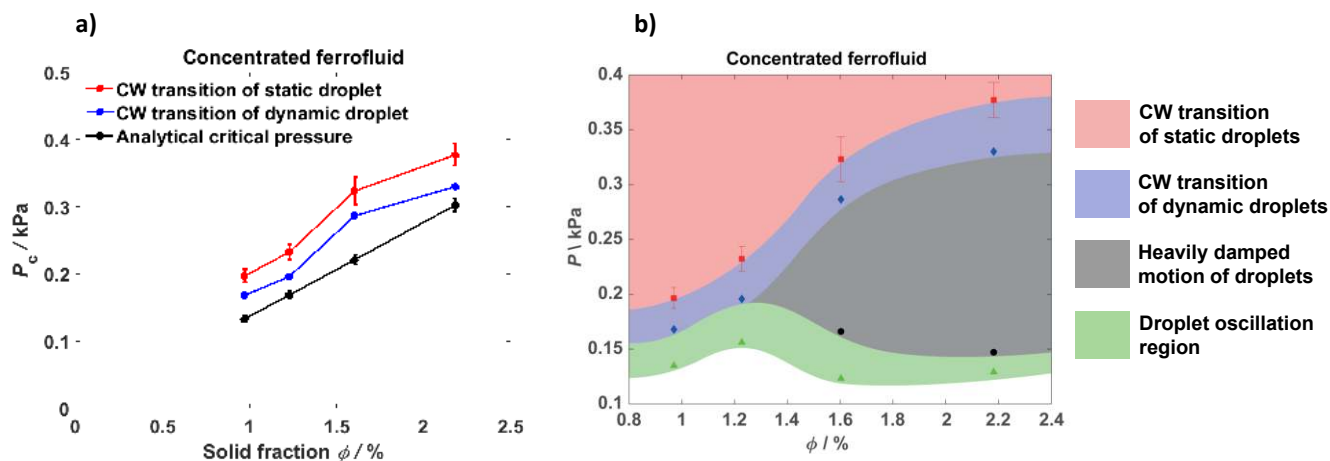 a)
Concentrated ferrofluid
CW transition of static droplet
CW transition of dynamic droplet
Analytical critical pressure
P_c / kPa
0.5
0.4
0.3
0.2
0.1
0
0 0.5 1 1.5 2 2.5
Solid fraction ϕ / %
b)
Concentrated ferrofluid
P \ kPa
0.4
0.35
0.3
0.25
0.2
0.15
0.1
0.8 1 1.2 1.4 1.6 1.8 2 2.2 2.4
ϕ / %
CW transition
of static droplets
CW transition
of dynamic droplets
Heavily damped
motion of droplets
Droplet oscillation
region